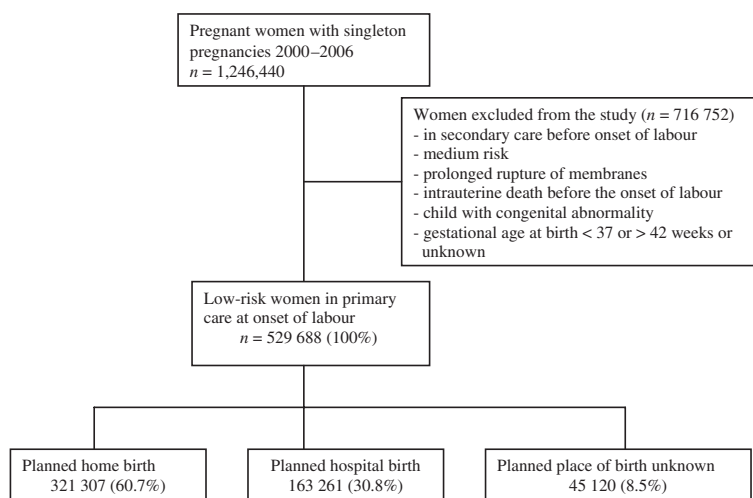 Pregnant women with singleton
pregnancies 2000–2006
n = 1,246,440
Women excluded from the study (n = 716 752)
- in secondary care before onset of labour
- medium risk
- prolonged rupture of membranes
- intrauterine death before the onset of labour
- child with congenital abnormality
- gestational age at birth < 37 or > 42 weeks or
unknown
Low-risk women in primary
care at onset of labour
n = 529 688 (100%)
Planned home birth
321 307 (60.7%)
Planned hospital birth
163 261 (30.8%)
Planned place of birth unknown
45 120 (8.5%)